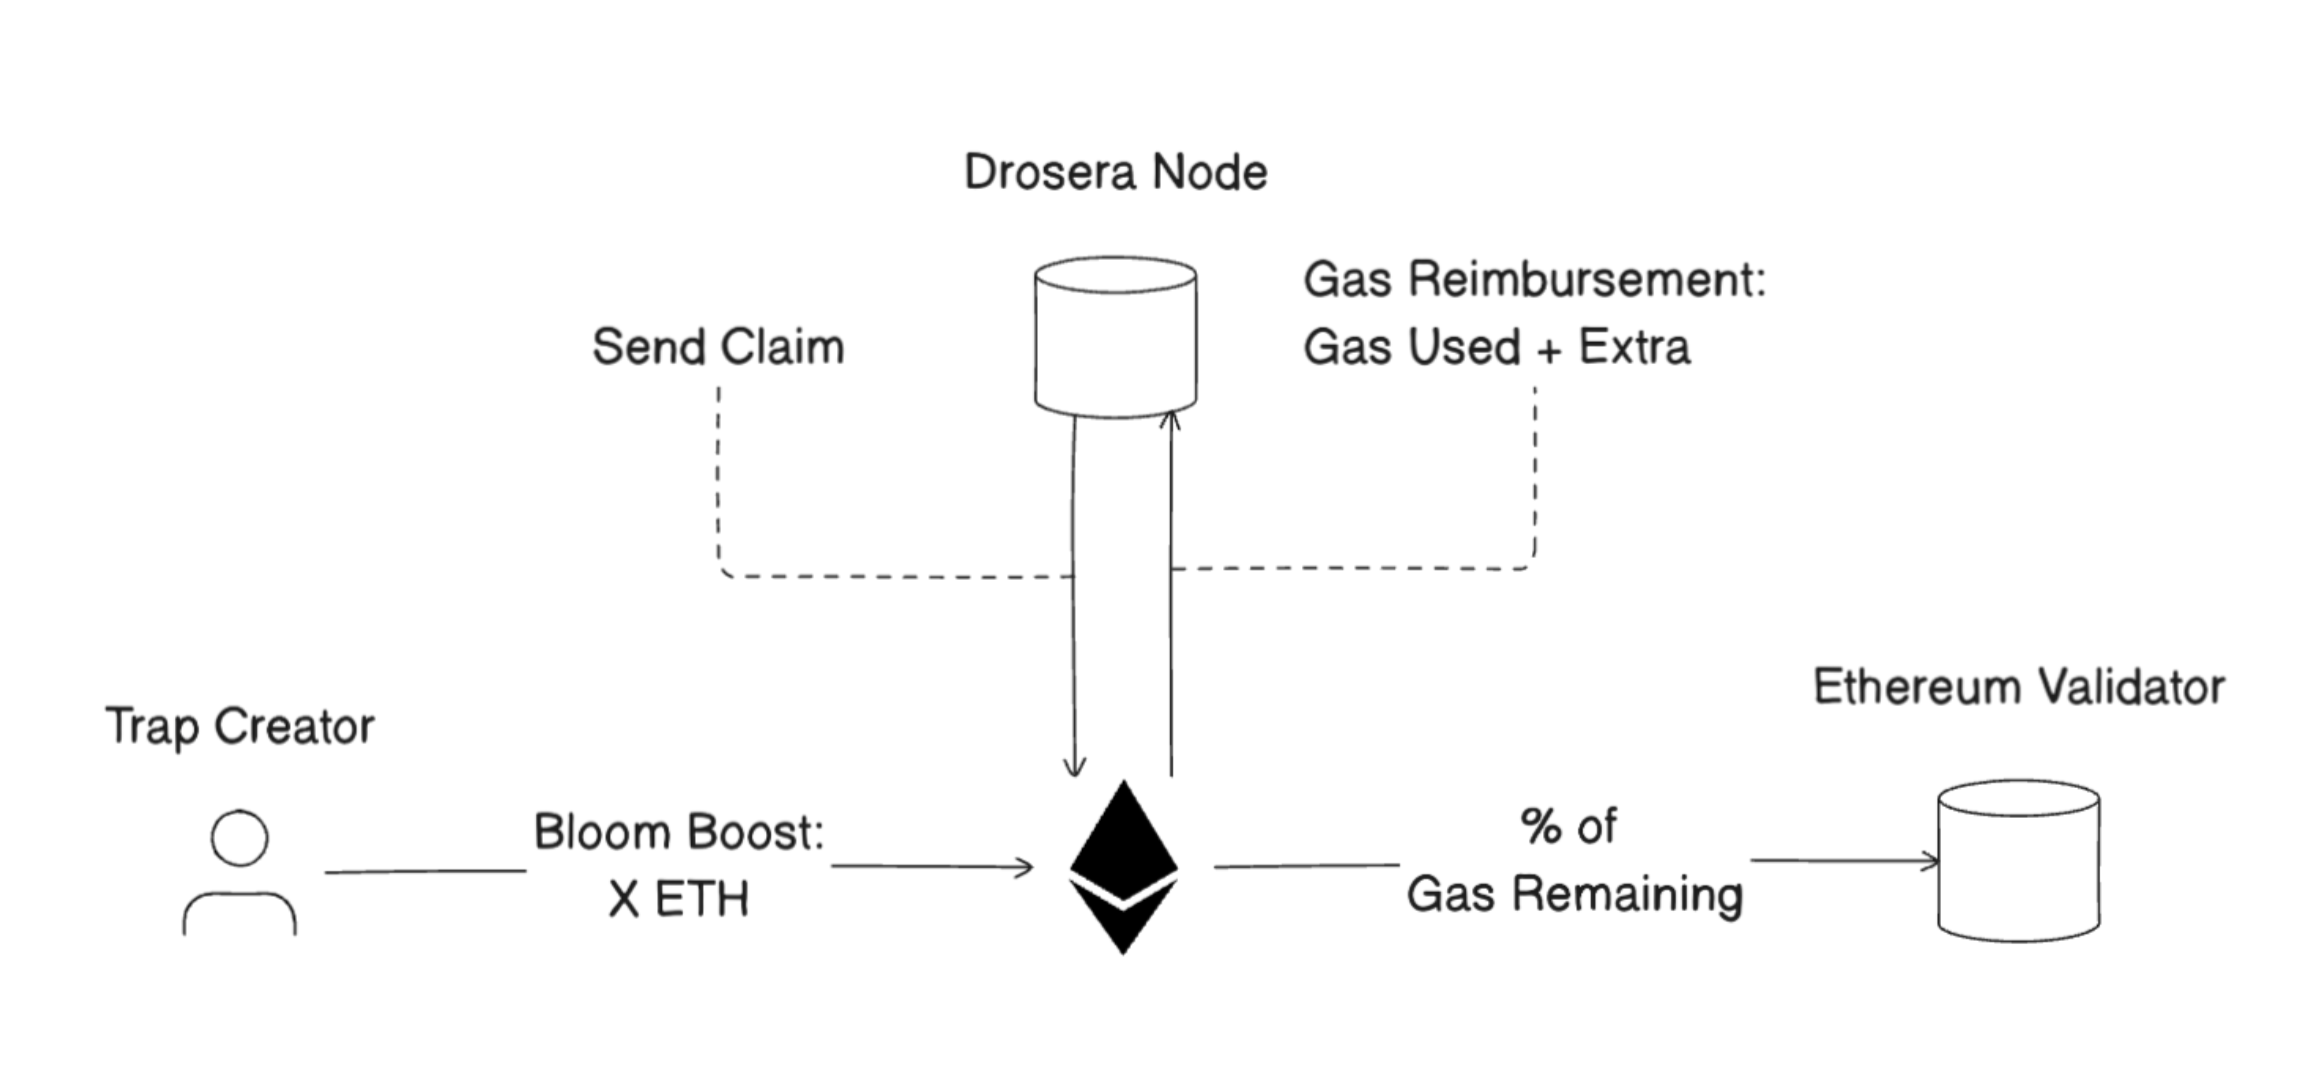 Drosera Node
Send Claim
Gas Reimbursement:
Gas Used + Extra
Trap Creator
Bloom Boost:
X ETH
% of
Gas Remaining
Ethereum Validator